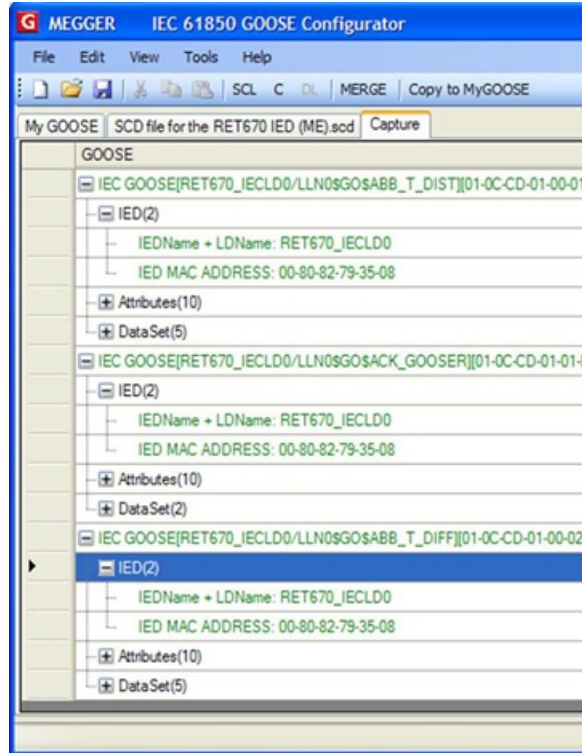 G MEGGER IEC 61850 GOOSE Configurator
File Edit View Tools Help
SCL C DL MERGE Copy to MyGOOSE
My GOOSE SCD file for the RET670 IED (ME).scd Capture
GOOSE
IEC GOOSE[RET670_IECLD0/LLN0$GO$ABB_T_DIST][01-0C-CD-01-00-01
IED(2)
IEDName + LDName: RET670_IECLD0
IED MAC ADDRESS: 00-80-82-79-35-08
Attributes(10)
DataSet(5)
IEC GOOSE[RET670_IECLD0/LLN0$GO$ACK_GOOSER][01-0C-CD-01-01-
IED(2)
IEDName + LDName: RET670_IECLD0
IED MAC ADDRESS: 00-80-82-79-35-08
Attributes(10)
DataSet(2)
IEC GOOSE[RET670_IECLD0/LLN0$GO$ABB_T_DIFF][01-0C-CD-01-00-02
IED(2)
IEDName + LDName: RET670_IECLD0
IED MAC ADDRESS: 00-80-82-79-35-08
Attributes(10)
DataSet(5)